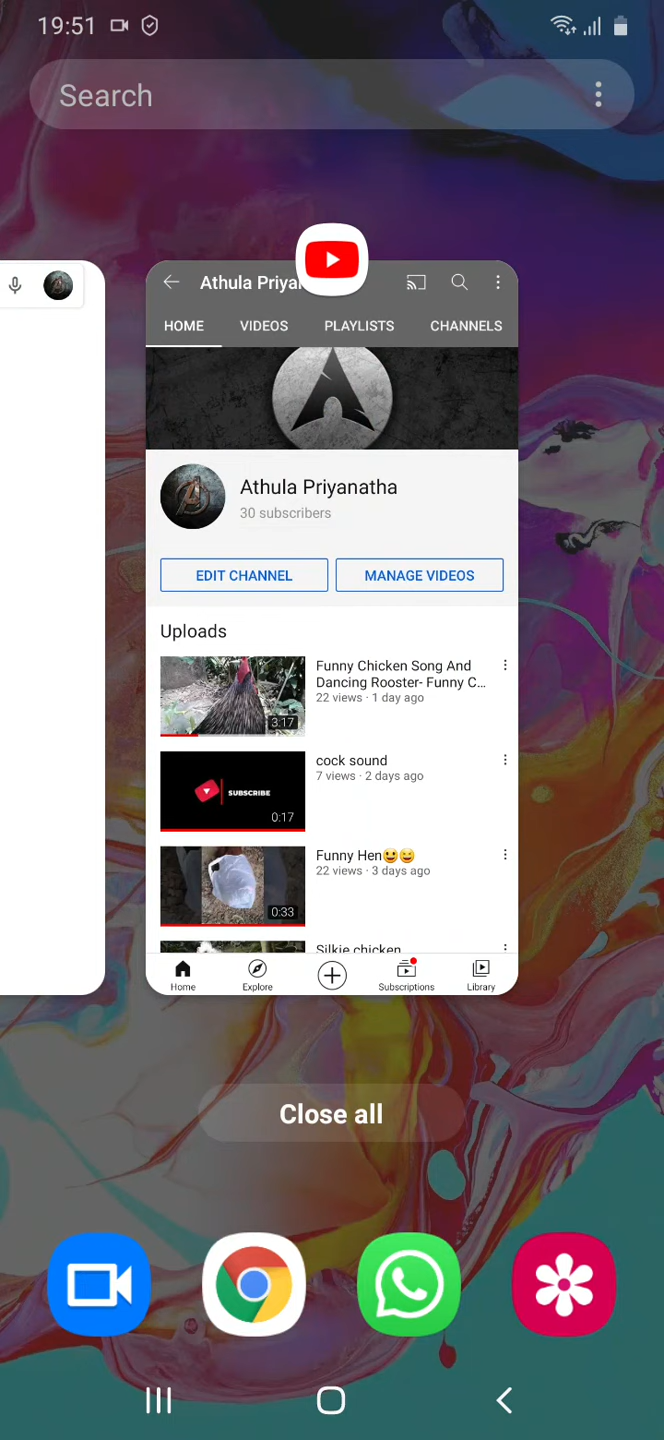 19:51
Search
Athula Priya
HOME VIDEOS PLAYLISTS CHANNELS
Athula Priyanatha
30 subscribers
EDIT CHANNEL MANAGE VIDEOS
Uploads
Funny Chicken Song And
Dancing Rooster- Funny C...
22 views · 1 day ago
3:17
cock sound
7 views · 2 days ago
SUBSCRIBE
0:17
Funny Hen😃😄
22 views · 3 days ago
0:33
Silkie chicken
Home Explore Subscriptions Library
Close all